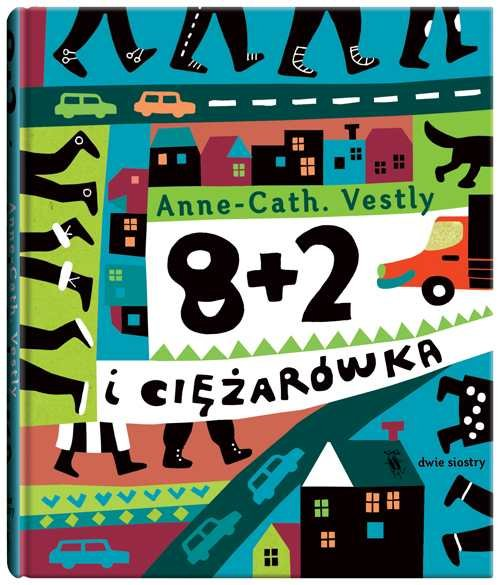 Anne-Cath. Vestly
8+2
i CIĘŻARÓWKA
dwie siostry
Anne-Cath. Vestly